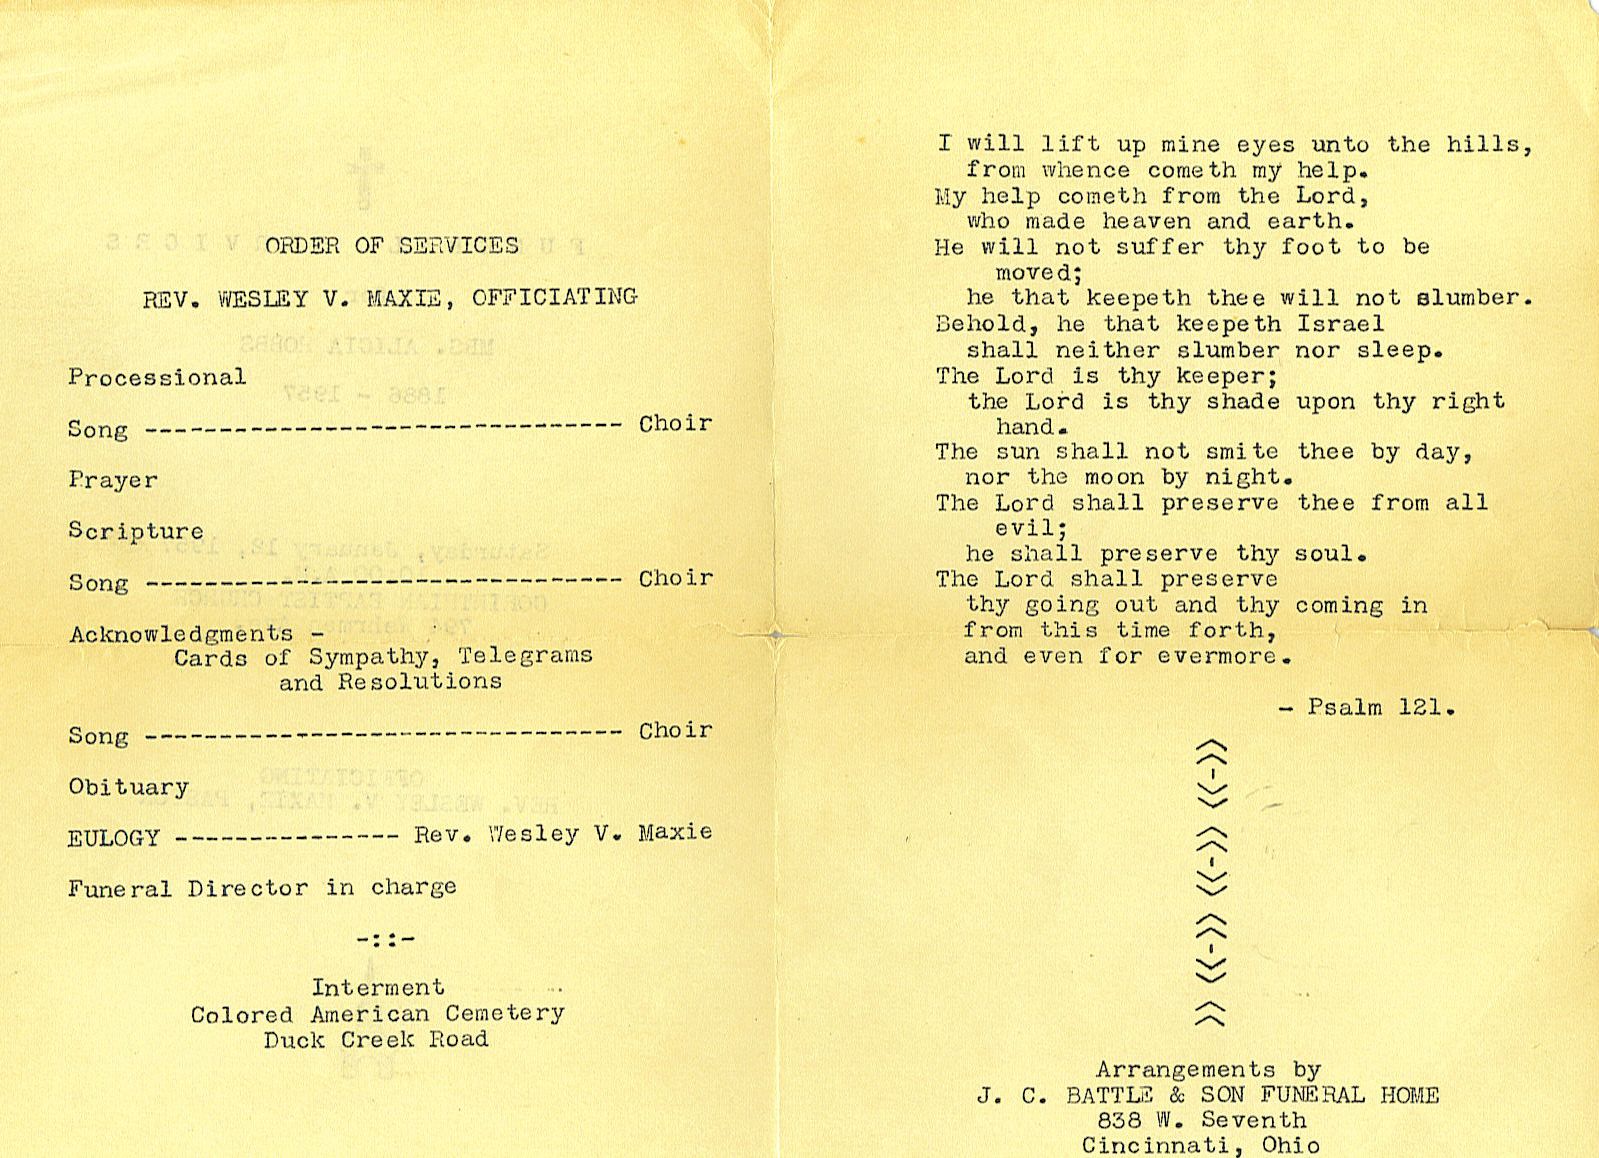 ORDER OF SERVICES
REV. WESLEY V. MAXIE, OFFICIATING
Processional
Song -------------------------------- Choir
Prayer
Scripture
Song -------------------------------- Choir
Acknowledgments -
Cards of Sympathy, Telegrams
and Resolutions
Song -------------------------------- Choir
Obituary
EULOGY --------------- Rev. Wesley V. Maxie
Funeral Director in charge
-::-
Interment
Colored American Cemetery
Duck Creek Road
I will lift up mine eyes unto the hills,
from whence cometh my help.
My help cometh from the Lord,
who made heaven and earth.
He will not suffer thy foot to be
moved;
he that keepeth thee will not slumber.
Behold, he that keepeth Israel
shall neither slumber nor sleep.
The Lord is thy keeper;
the Lord is thy shade upon thy right
hand.
The sun shall not smite thee by day,
nor the moon by night.
The Lord shall preserve thee from all
evil;
he shall preserve thy soul.
The Lord shall preserve
thy going out and thy coming in
from this time forth,
and even for evermore.
- Psalm 121.
Arrangements by
J. C. BATTLE & SON FUNERAL HOME
838 W. Seventh
Cincinnati, Ohio